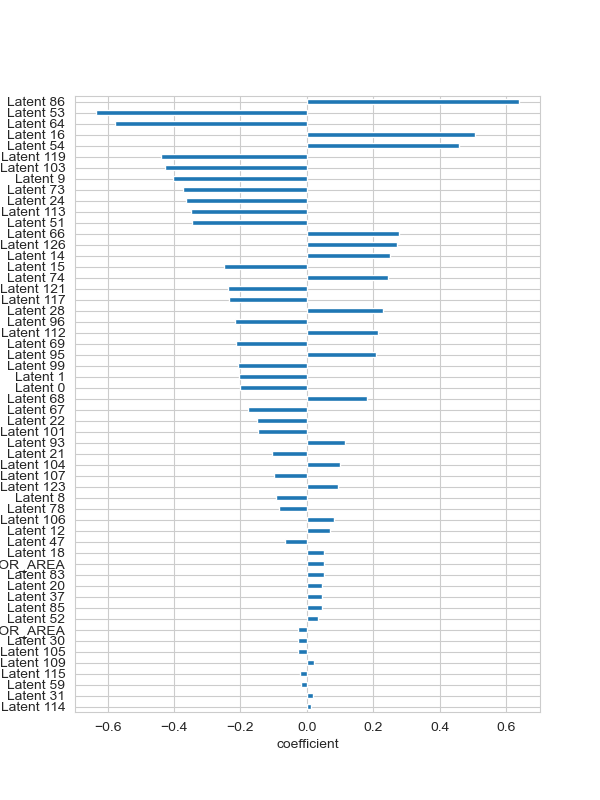 Latent 86
Latent 53
Latent 64
Latent 16
Latent 54
Latent 119
Latent 103
Latent 9
Latent 73
Latent 24
Latent 113
Latent 51
Latent 66
Latent 126
Latent 14
Latent 15
Latent 74
Latent 121
Latent 117
Latent 28
Latent 96
Latent 112
Latent 69
Latent 95
Latent 99
Latent 1
Latent 0
Latent 68
Latent 67
Latent 22
Latent 101
Latent 93
Latent 21
Latent 104
Latent 107
Latent 123
Latent 8
Latent 78
Latent 106
Latent 12
Latent 47
Latent 18
OR_AREA
Latent 83
Latent 20
Latent 37
Latent 85
Latent 52
OR_AREA
Latent 30
Latent 105
Latent 109
Latent 115
Latent 59
Latent 31
Latent 114
−0.6 −0.4 −0.2 0.0 0.2 0.4 0.6
coefficient